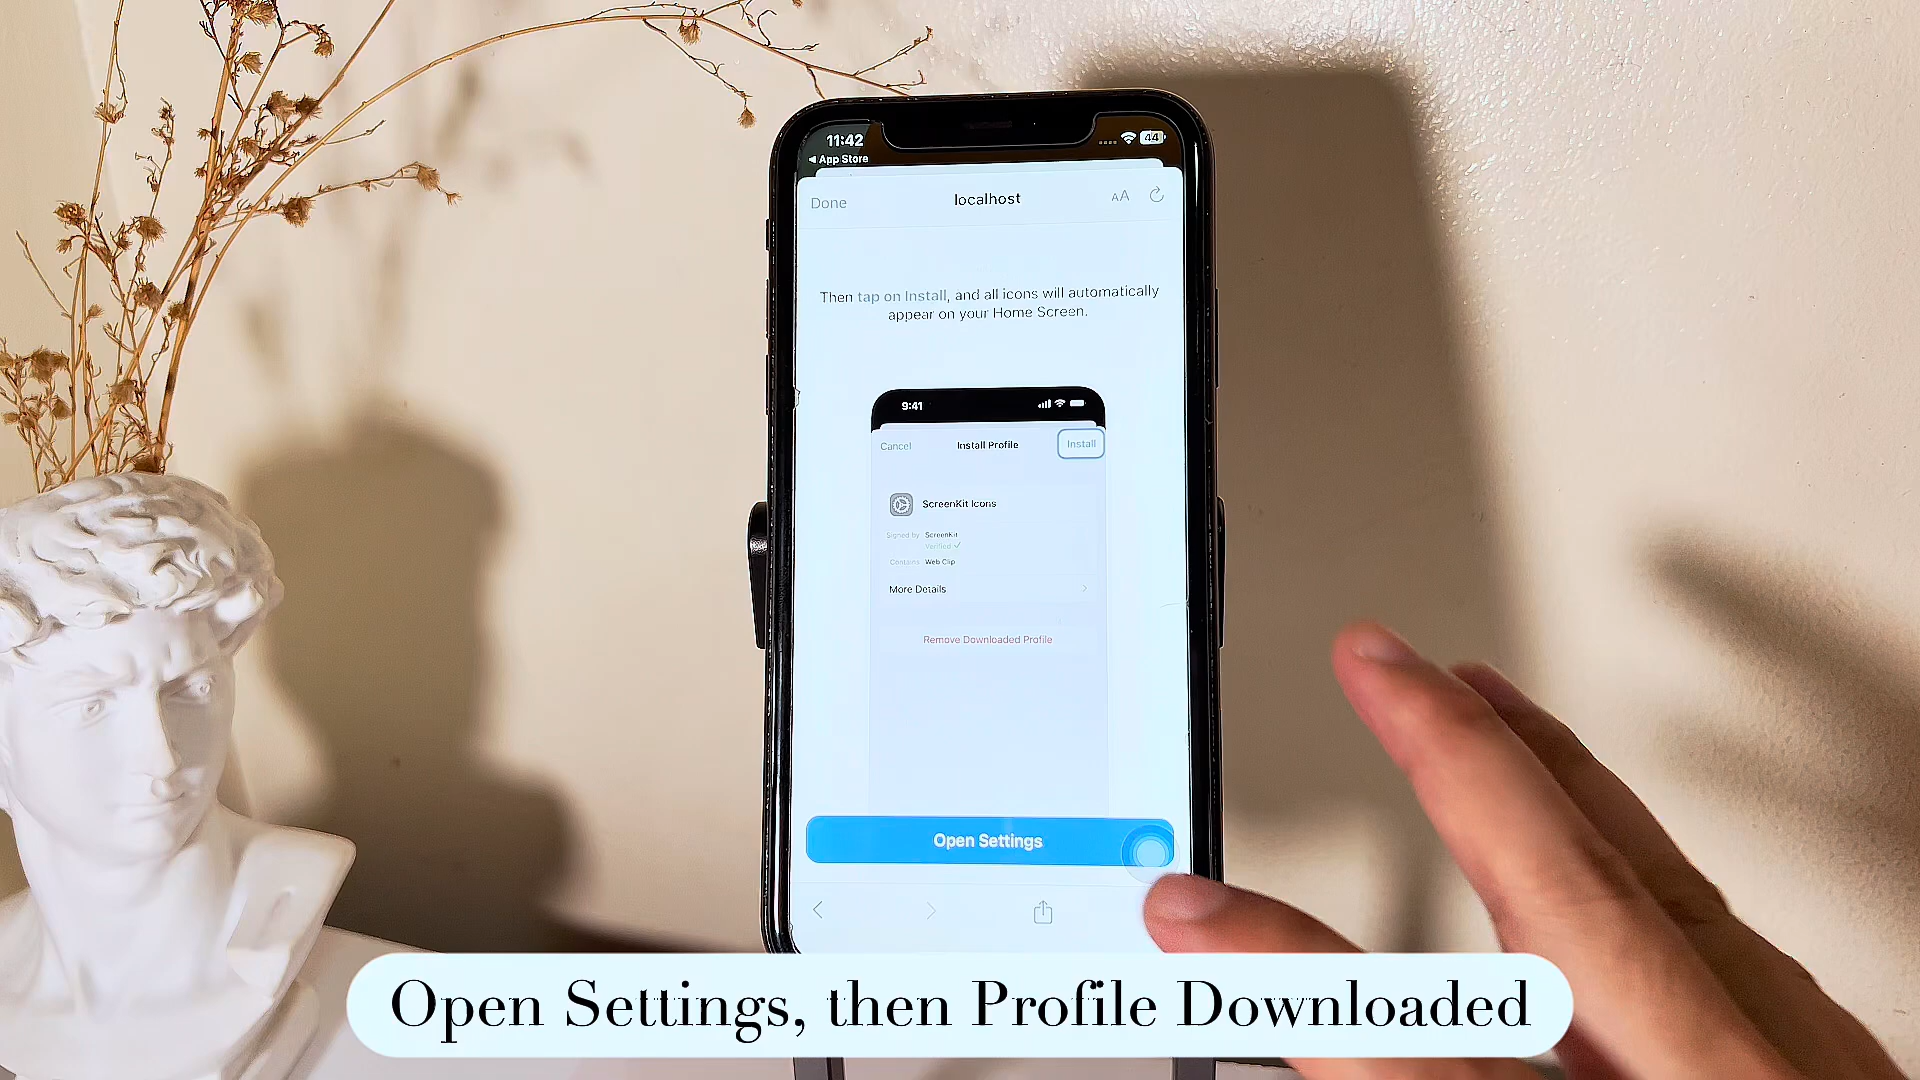 11:42
44
◀ App Store
Done
localhost
AA
Then tap on Install, and all icons will automatically
appear on your Home Screen.
9:41
Cancel
Install Profile
Install
ScreenKit Icons
Signed by ScreenKit
Verified ✓
Contains Web Clip
More Details
Remove Downloaded Profile
Open Settings
Open Settings, then Profile Downloaded